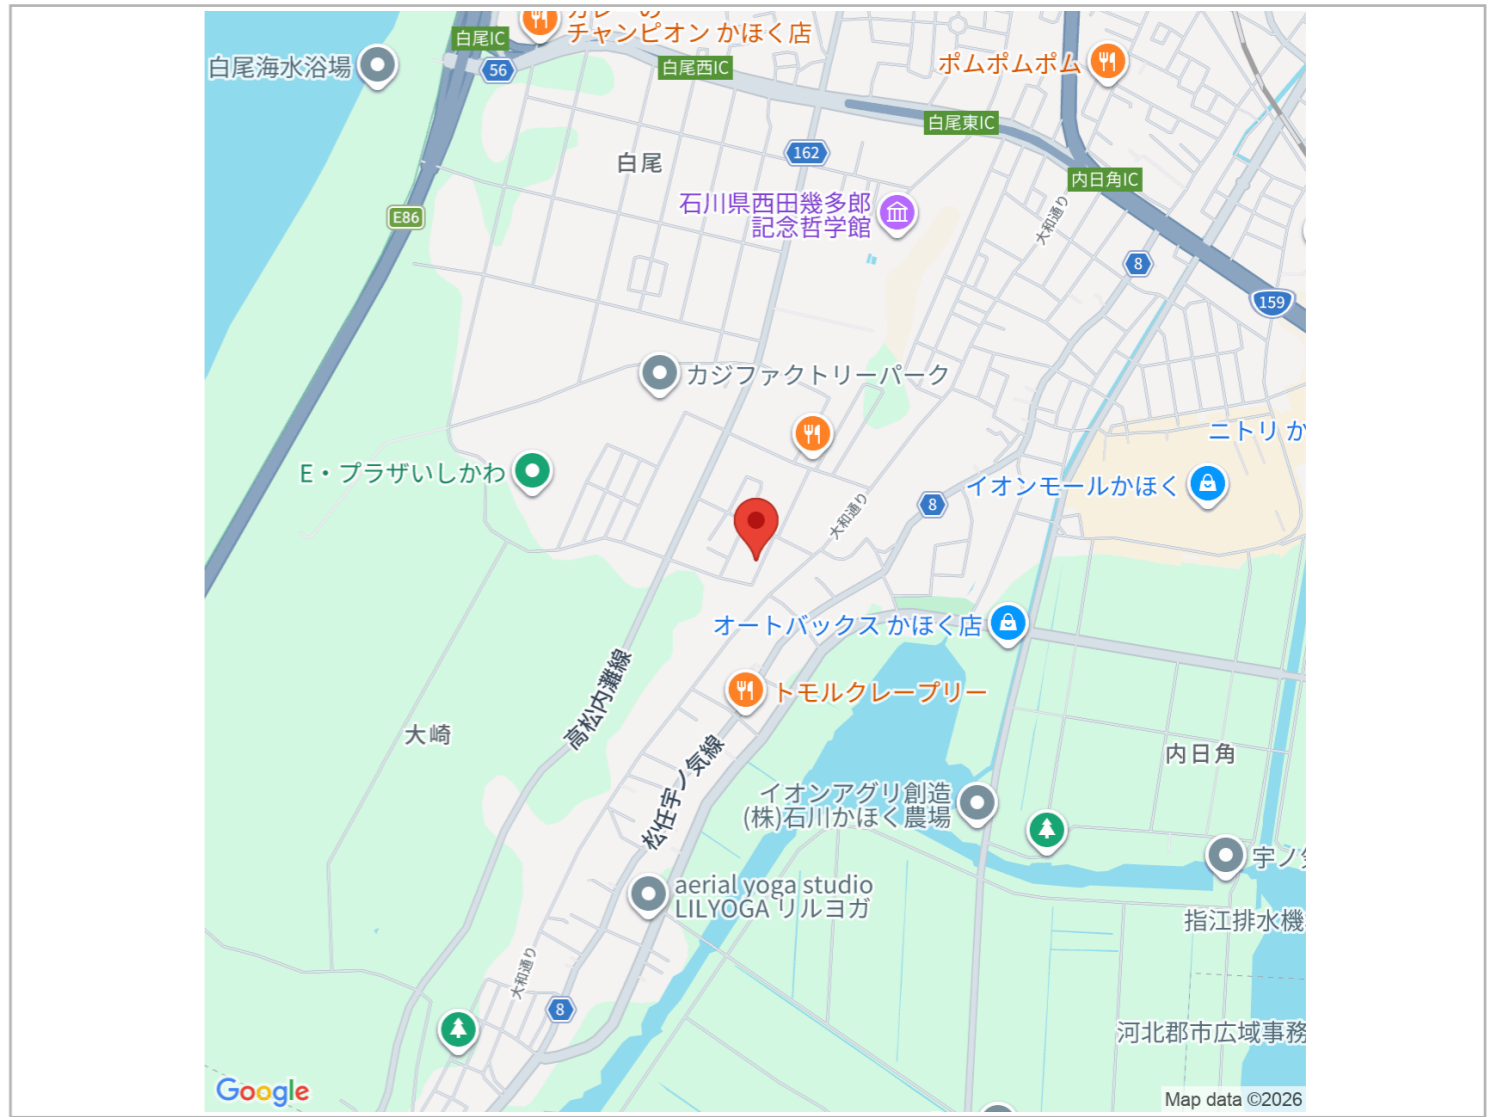 チャンピオン かほく店
白尾IC
白尾海水浴場
56
白尾西IC
ポムポムポム
白尾東IC
162
白尾
内日角IC
石川県西田幾多郎
記念哲学館
E86
大和通り
8
159
カジファクトリーパーク
ニトリ か
E・プラザいしかわ
イオンモールかほく
8
大和通り
オートバックス かほく店
高松内灘線
トモルクレープリー
大崎
松任宇ノ気線
内日角
イオンアグリ創造
(株)石川かほく農場
宇ノ
aerial yoga studio
LILYOGA リルヨガ
指江排水機
大和通り
8
河北郡市広域事務
Google
Map data ©2026